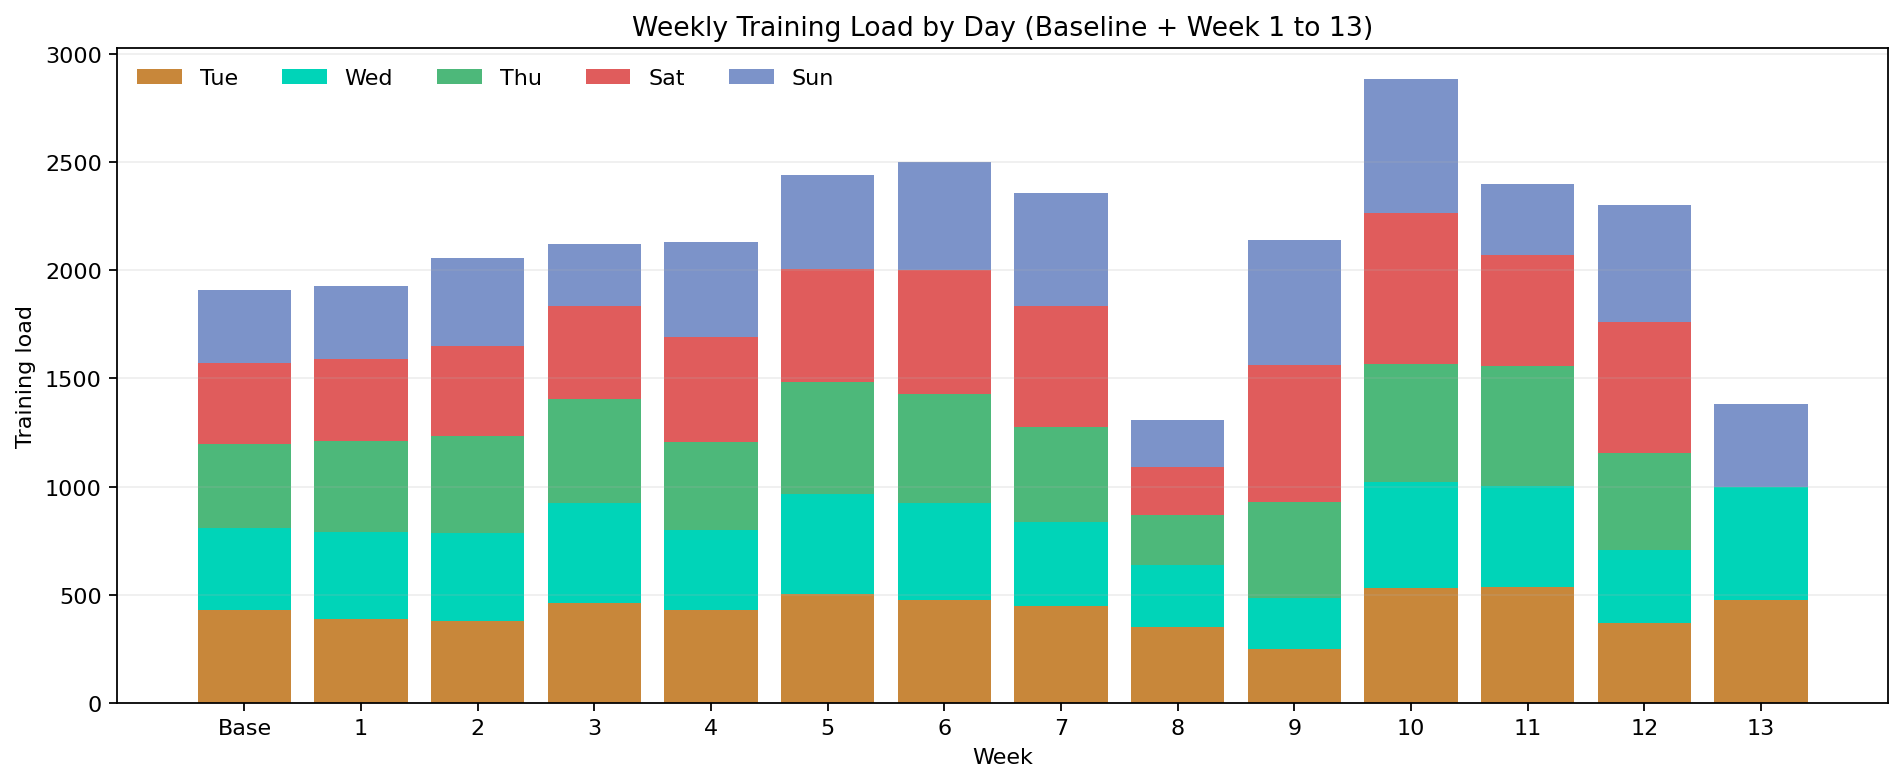 Weekly Training Load by Day (Baseline + Week 1 to 13)
Tue Wed Thu Sat Sun
3000
2500
2000
1500
1000
500
0
Training load
Base 1 2 3 4 5 6 7 8 9 10 11 12 13
Week